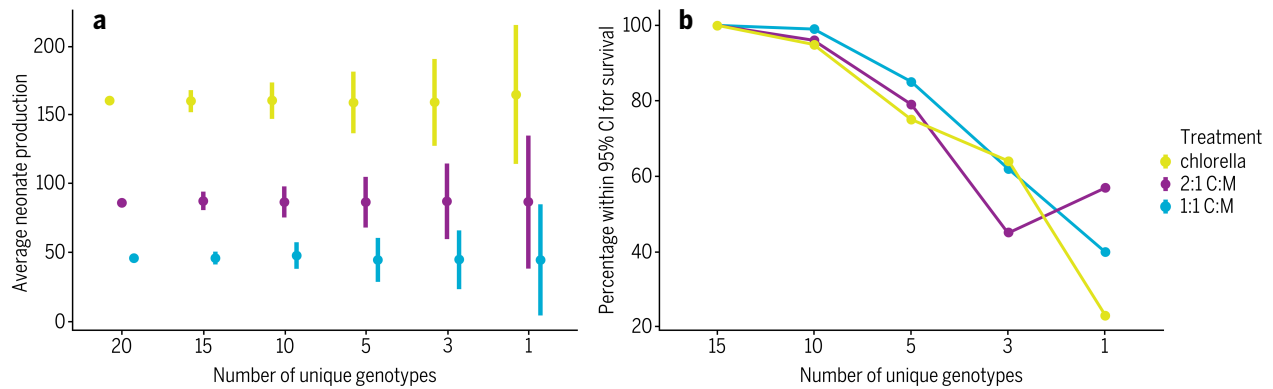 a
Average neonate production
200
150
100
50
0
20 15 10 5 3 1
Number of unique genotypes
b
Percentage within 95% CI for survival
100
80
60
40
20
15 10 5 3 1
Number of unique genotypes
Treatment
chlorella
2:1 C:M
1:1 C:M